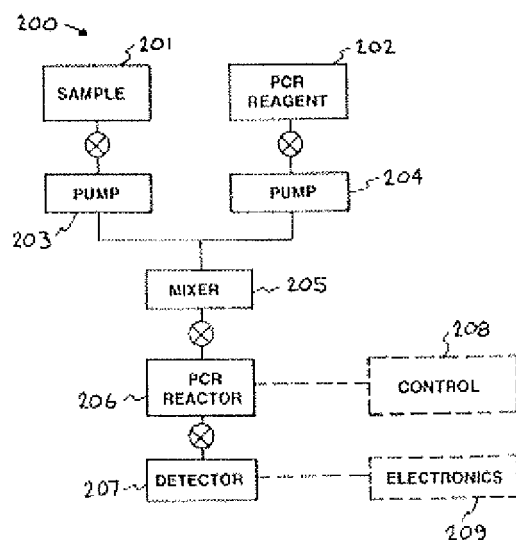 200
201
202
SAMPLE
PCR
REAGENT
PUMP
PUMP
204
203
MIXER
205
208
PCR
REACTOR
206
CONTROL
DETECTOR
207
ELECTRONICS
209